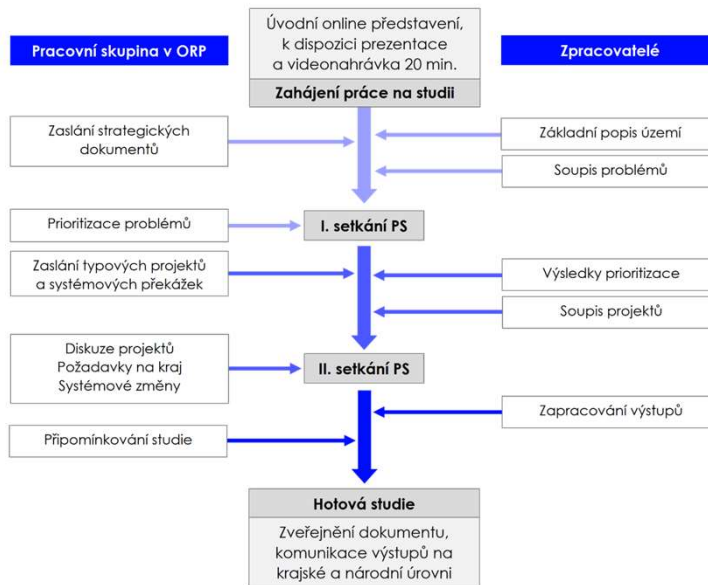 Úvodní online představení,
k dispozici prezentace
a videonahrávka 20 min.
Pracovní skupina v ORP
Zpracovatelé
Zahájení práce na studii
Zaslání strategických
dokumentů
Základní popis území
Soupis problémů
Prioritizace problémů
I. setkání PS
Zaslání typových projektů
a systémových překážek
Výsledky prioritizace
Soupis projektů
Diskuze projektů
Požadavky na kraj
Systémové změny
II. setkání PS
Zapracování výstupů
Připomínkování studie
Hotová studie
Zveřejnění dokumentu,
komunikace výstupů na
krajské a národní úrovni